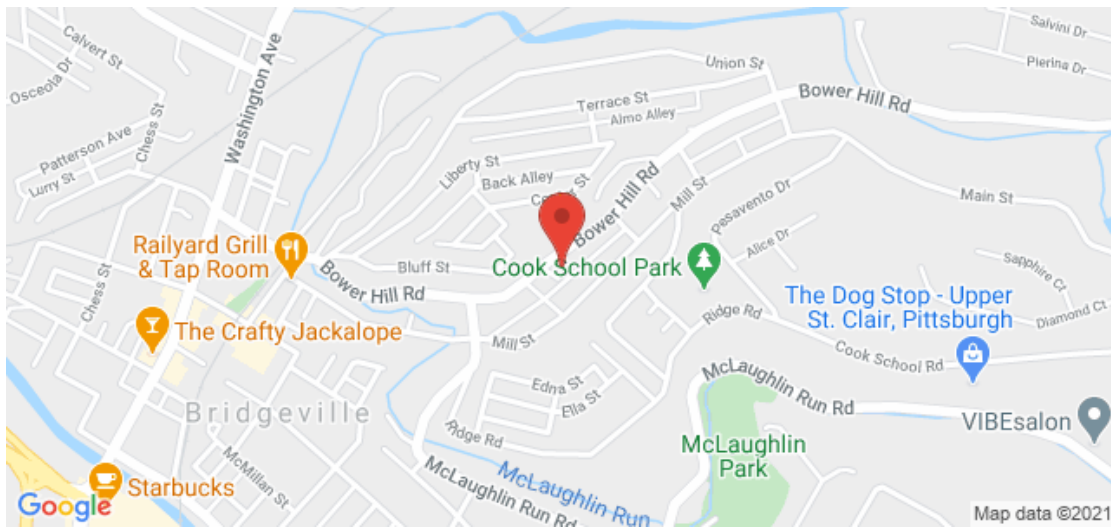 Calvert St
Osceola Dr
Chess St
Patterson Ave
Lurry St
Washington Ave
Salvini Dr
Pierina Dr
Union St
Terrace St
Almo Alley
Bower Hill Rd
Liberty St
Back Alley
Bower Hill Rd
Mill St
Pesavento Dr
Main St
Alice Dr
Railyard Grill
& Tap Room
Bluff St
Cook School Park
Sapphire Ct
Bower Hill Rd
Chess St
The Dog Stop - Upper
St. Clair, Pittsburgh
Diamond Ct
The Crafty Jackalope
Mill St
Ridge Rd
Cook School Rd
Edna St
Ella St
McLaughlin Run Rd
Bridgeville
VIBEsalon
Ridge Rd
McLaughlin
Park
McMillan St
McLaughlin Run Rd
McLaughlin Run
Starbucks
Google
Map data ©2021